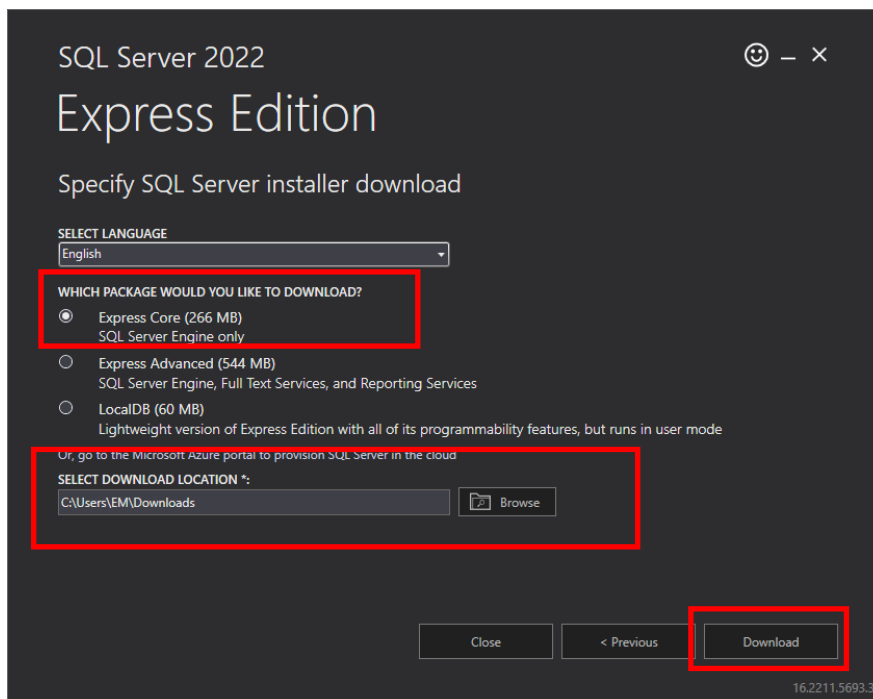 SQL Server 2022
Express Edition
Specify SQL Server installer download
SELECT LANGUAGE
English
WHICH PACKAGE WOULD YOU LIKE TO DOWNLOAD?
Express Core (266 MB)
SQL Server Engine only
Express Advanced (544 MB)
SQL Server Engine, Full Text Services, and Reporting Services
LocalDB (60 MB)
Lightweight version of Express Edition with all of its programmability features, but runs in user mode
Or, go to the Microsoft Azure portal to provision SQL Server in the cloud
SELECT DOWNLOAD LOCATION *:
C:\Users\EM\Downloads
Browse
Close
< Previous
Download
16.2211.5693.3